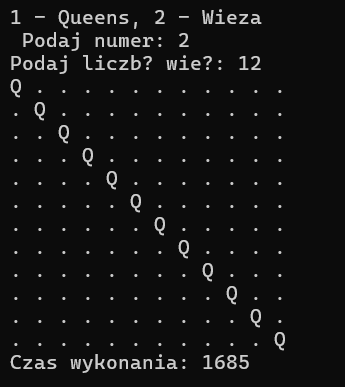 1 - Queens, 2 - Wieza
Podaj numer: 2
Podaj liczb? wie?: 12
Q . . . . . . . . . . .
. Q . . . . . . . . . .
. . Q . . . . . . . . .
. . . Q . . . . . . . .
. . . . Q . . . . . . .
. . . . . Q . . . . . .
. . . . . . Q . . . . .
. . . . . . . Q . . . .
. . . . . . . . Q . . .
. . . . . . . . . Q . .
. . . . . . . . . . Q .
. . . . . . . . . . . Q
Czas wykonania: 1685